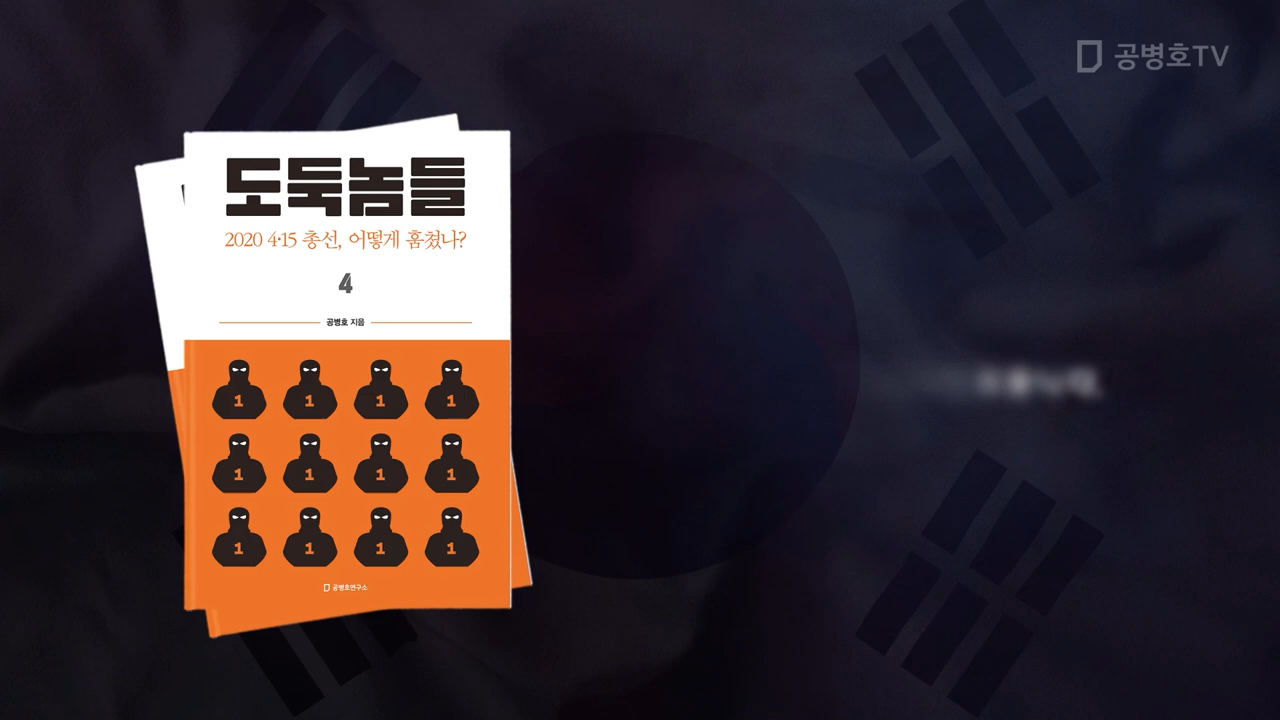 공병호TV
도둑놈들
2020 4·15 총선, 어떻게 훔쳤나?
4
공병호 지음
1 1 1 1
1 1 1 1
1 1 1 1
공병호연구소